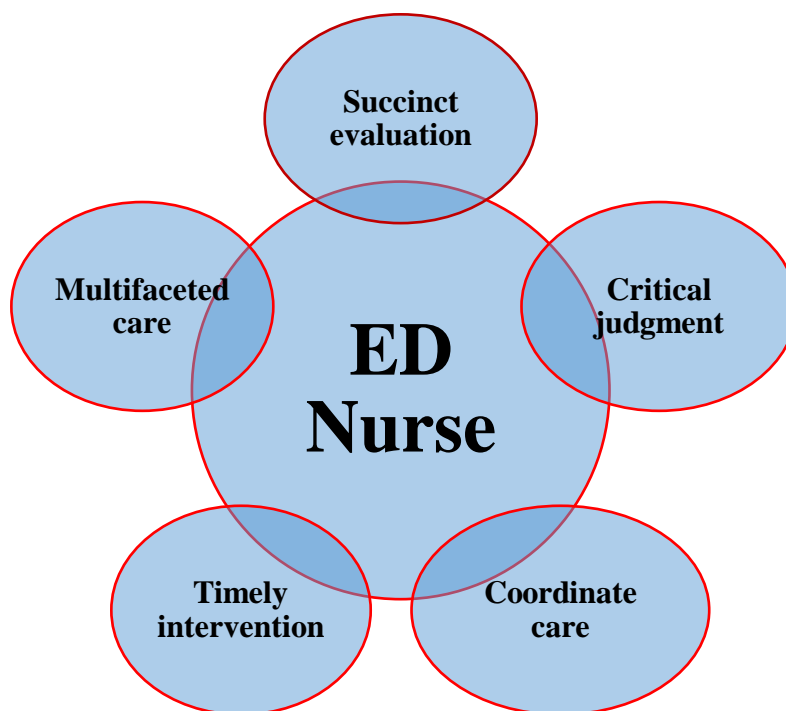 Succinct
evaluation
Multifaceted
care
Critical
judgment
ED
Nurse
Timely
intervention
Coordinate
care